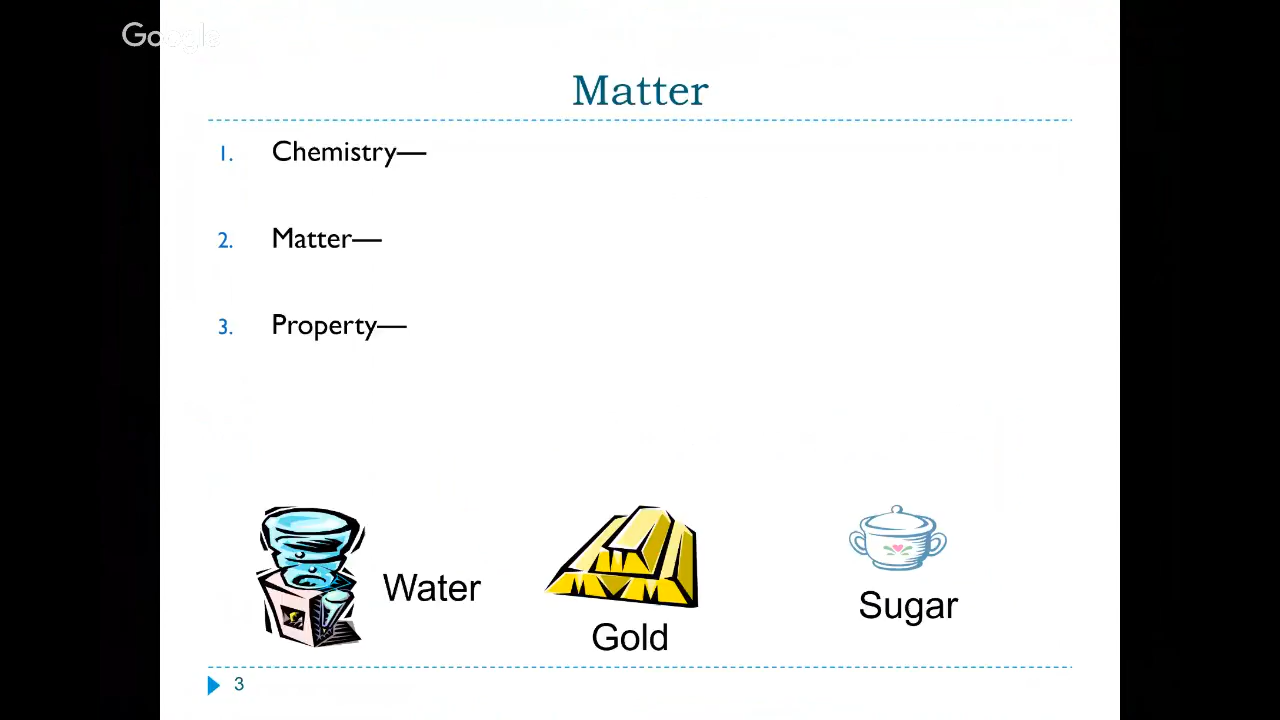 Google
Matter
1. Chemistry—
2. Matter—
3. Property—
Water
Gold
Sugar
3